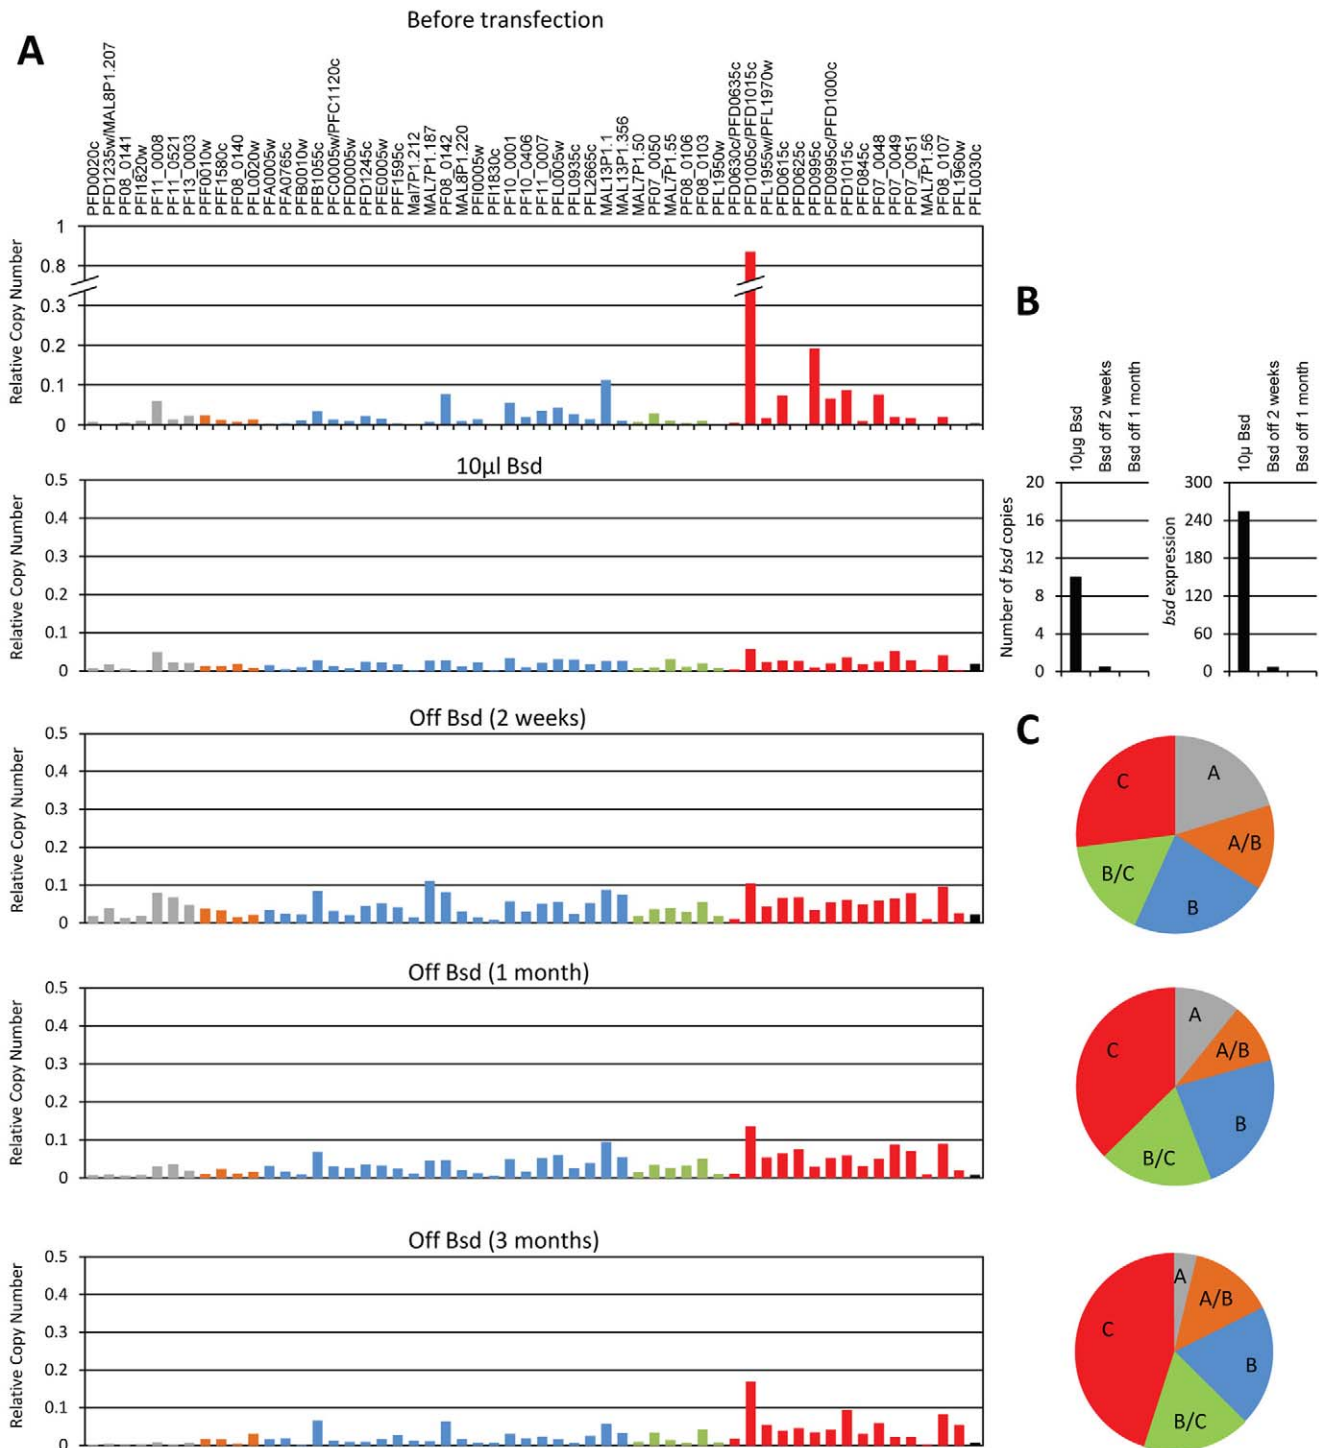 Before transfection
A
PFD0020c
PFD1235w/MAL8P1.207
PF08_0141
PFI1820w
PF11_0008
PF11_0521
PF13_0003
PFF0010w
PFF1580c
PF08_0140
PFL0020w
PFA0005w
PFA0765c
PFB0010w
PFB1055c
PFC0005w/PFC1120c
PFD0005w
PFD1245c
PFE0005w
PFF1595c
Mal7P1.212
MAL7P1.187
PF08_0142
MAL8P1.220
PFI0005w
PFI1830c
PF10_0001
PF10_0406
PF11_0007
PFL0005w
PFL0935c
PFL2665c
MAL13P1.1
MAL13P1.356
MAL7P1.50
PF07_0050
MAL7P1.55
PF08_0106
PF08_0103
PFL1950w
PFD0630c/PFD0635c
PFD1005c/PFD1015c
PFL1955w/PFL1970w
PFD0615c
PFD0625c
PFD0995c
PFD0995c/PFD1000c
PFD1015c
PFF0845c
PF07_0048
PF07_0049
PF07_0051
MAL7P1.56
PF08_0107
PFL1960w
PFL0030c
Relative Copy Number
1
0.8
0.3
0.2
0.1
0
10µl Bsd
Relative Copy Number
0.5
0.4
0.3
0.2
0.1
0
Off Bsd (2 weeks)
Relative Copy Number
0.5
0.4
0.3
0.2
0.1
0
Off Bsd (1 month)
Relative Copy Number
0.5
0.4
0.3
0.2
0.1
0
Off Bsd (3 months)
Relative Copy Number
0.5
0.4
0.3
0.2
0.1
0
B
10µg Bsd
Bsd off 2 weeks
Bsd off 1 month
Number of bsd copies
20
16
12
8
4
0
10µ Bsd
Bsd off 2 weeks
Bsd off 1 month
bsd expression
300
240
180
120
60
0
C
A
A/B
B
B/C
C
A
A/B
B
B/C
C
A
A/B
B
B/C
C